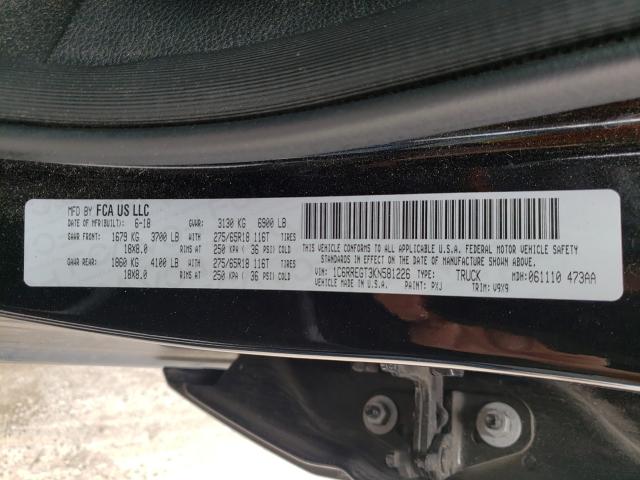 MFD BY FCA US LLC
DATE OF MFR(BUILT): 6-18 GVWR: 3130 KG 6900 LB
GAWR FRONT: 1679 KG 3700 LB WITH 275/65R18 116T TIRES
18X8.0 RIMS AT 250 KPA ( 36 PSI) COLD
GAWR REAR: 1860 KG 4100 LB WITH 275/65R18 116T TIRES
18X8.0 RIMS AT 250 KPA ( 36 PSI) COLD
THIS VEHICLE CONFORMS TO ALL APPLICABLE U.S.A. FEDERAL MOTOR VEHICLE SAFETY
STANDARDS IN EFFECT ON THE DATE OF MANUFACTURE SHOWN ABOVE.
VIN: 1C6RREGT3KN581226 TYPE: TRUCK MDH: 061110 473AA
MADE IN U.S.A. PAINT: PXJ TRIM: V9X9